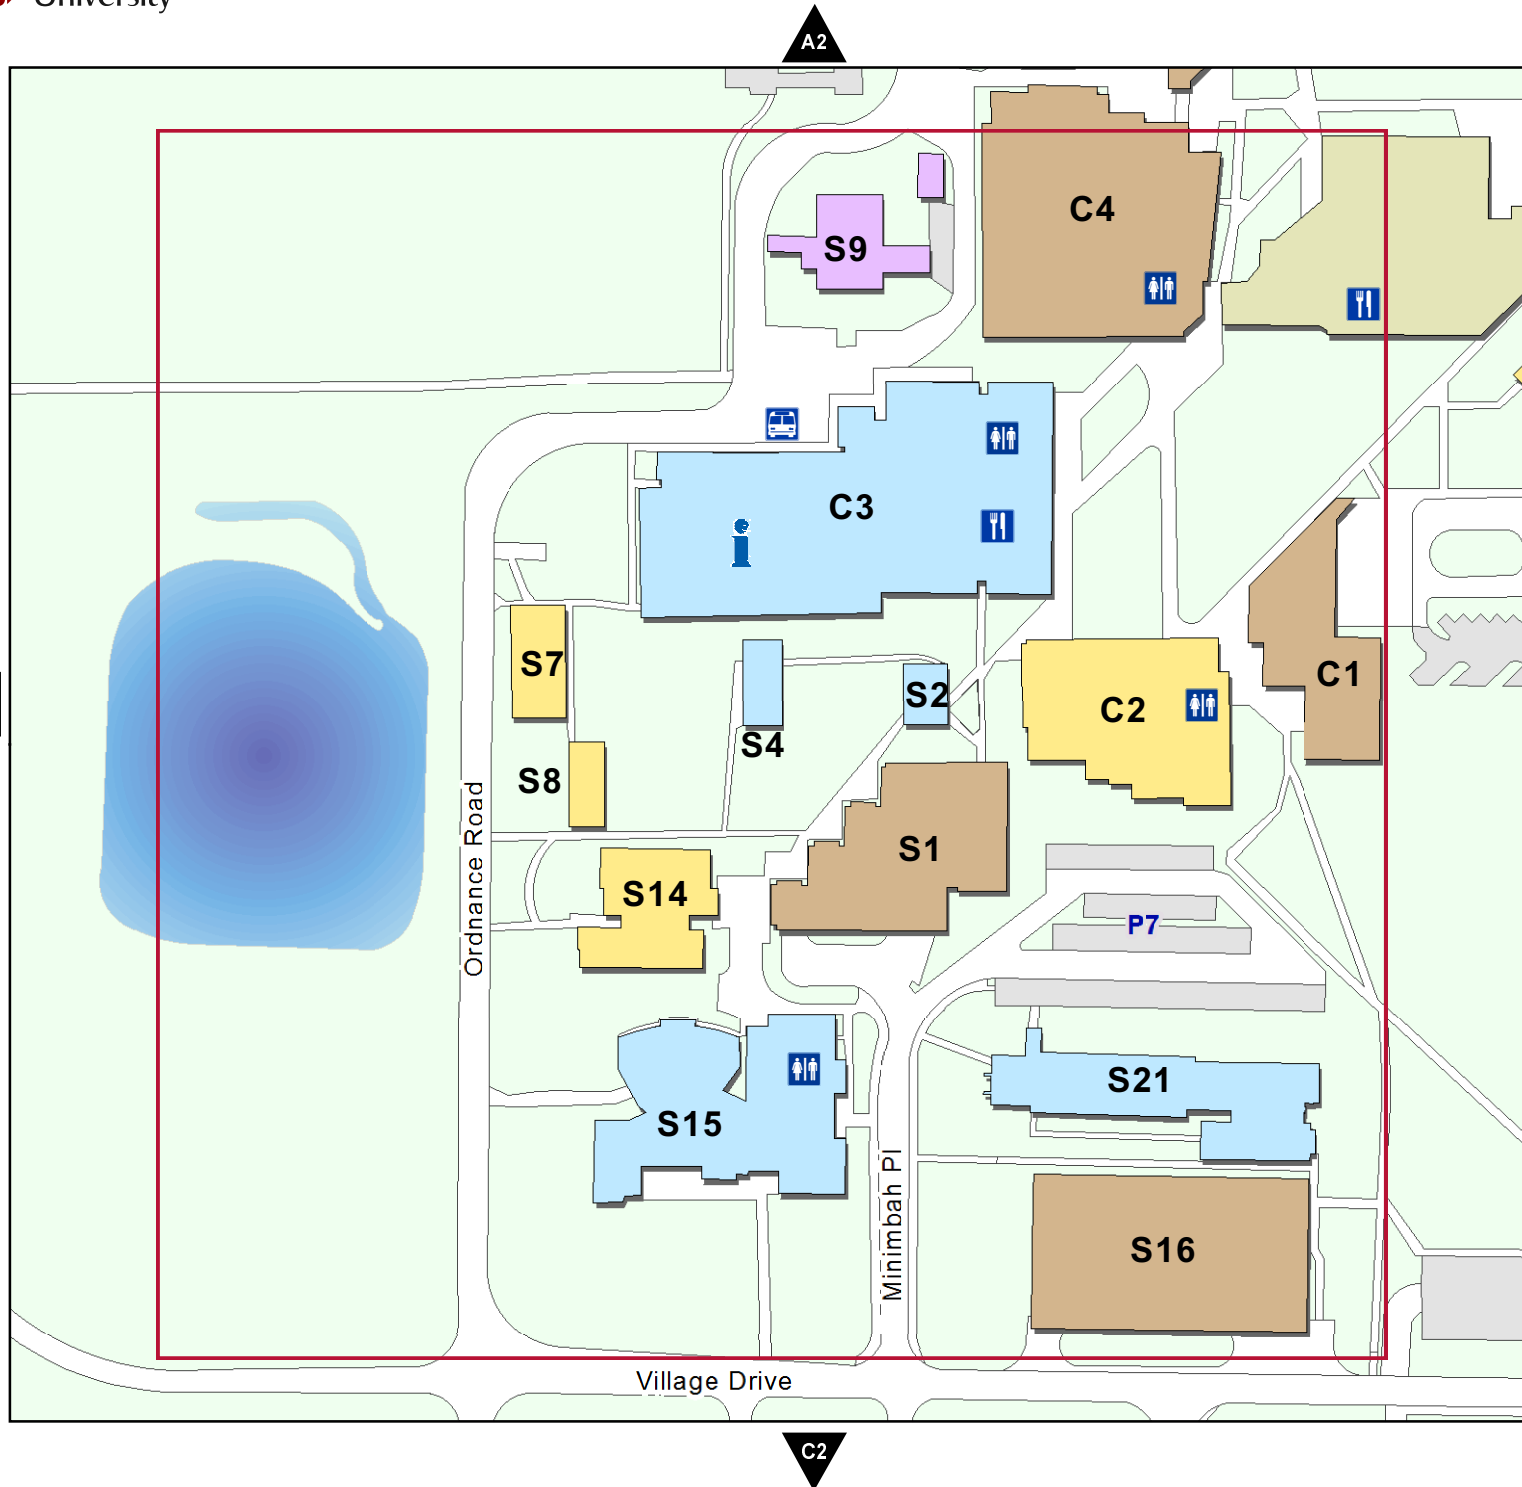 University
A2
C4
S9
C3
S7
S2
C1
C2
S4
S8
Ordnance Road
S1
S14
P7
S21
S15
Minimbah Pl
S16
Village Drive
C2